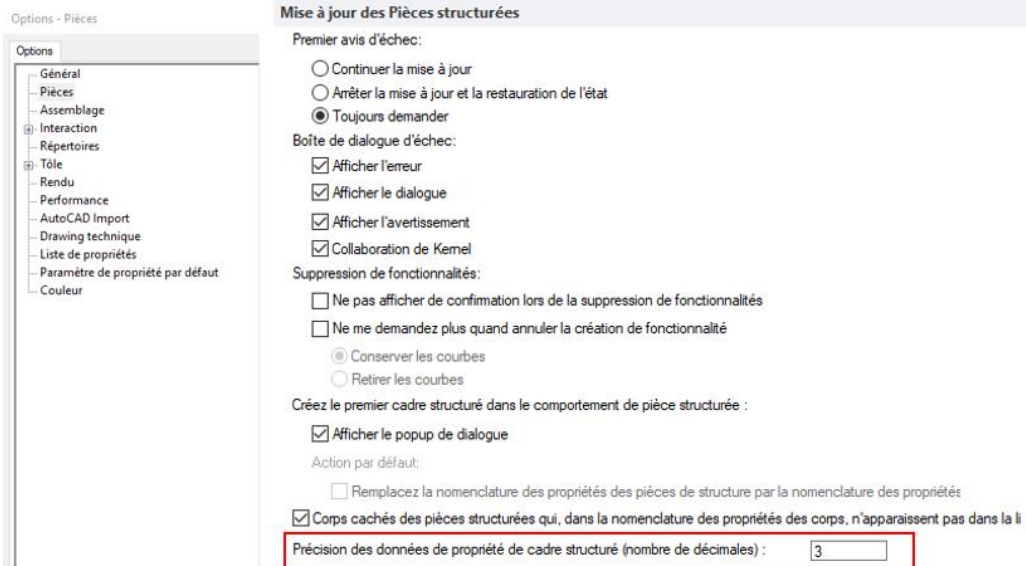 Options - Pièces
Options
Général
Pièces
Assemblage
Interaction
Répertoires
Tôle
Rendu
Performance
AutoCAD Import
Drawing technique
Liste de propriétés
Paramètre de propriété par défaut
Couleur
Mise à jour des Pièces structurées
Premier avis d'échec:
Continuer la mise à jour
Arrêter la mise à jour et la restauration de l'état
Toujours demander
Boîte de dialogue d'échec:
Afficher l'erreur
Afficher le dialogue
Afficher l'avertissement
Collaboration de Kernel
Suppression de fonctionnalités:
Ne pas afficher de confirmation lors de la suppression de fonctionnalités
Ne me demandez plus quand annuler la création de fonctionnalité
Conserver les courbes
Retirer les courbes
Créez le premier cadre structuré dans le comportement de pièce structurée :
Afficher le popup de dialogue
Action par défaut:
Remplacez la nomenclature des propriétés des pièces de structure par la nomenclature des propriétés
Corps cachés des pièces structurées qui, dans la nomenclature des propriétés des corps, n'apparaissent pas dans la li
Précision des données de propriété de cadre structuré (nombre de décimales) : 3